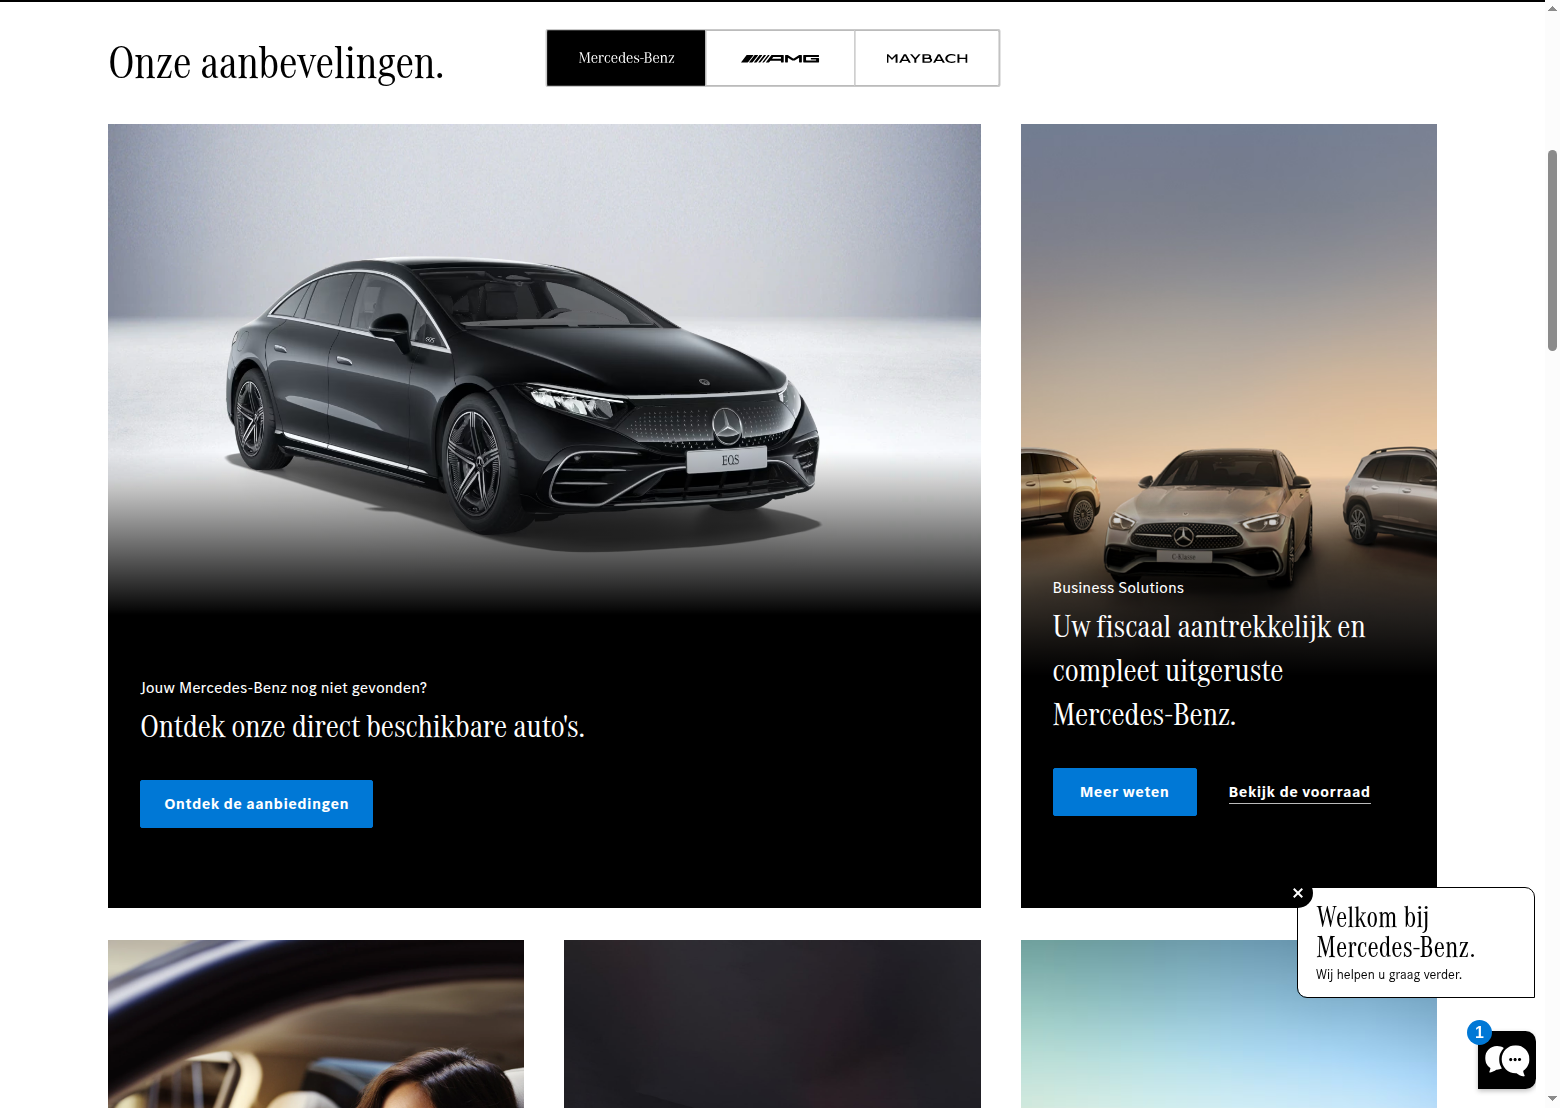 Onze aanbevelingen.
Mercedes-Benz
AMG
MAYBACH
EQS
Jouw Mercedes-Benz nog niet gevonden?
Ontdek onze direct beschikbare auto's.
Ontdek de aanbiedingen
C-Klasse
Business Solutions
Uw fiscaal aantrekkelijk en
compleet uitgeruste
Mercedes-Benz.
Meer weten
Bekijk de voorraad
Welkom bij
Mercedes-Benz.
Wij helpen u graag verder.
1